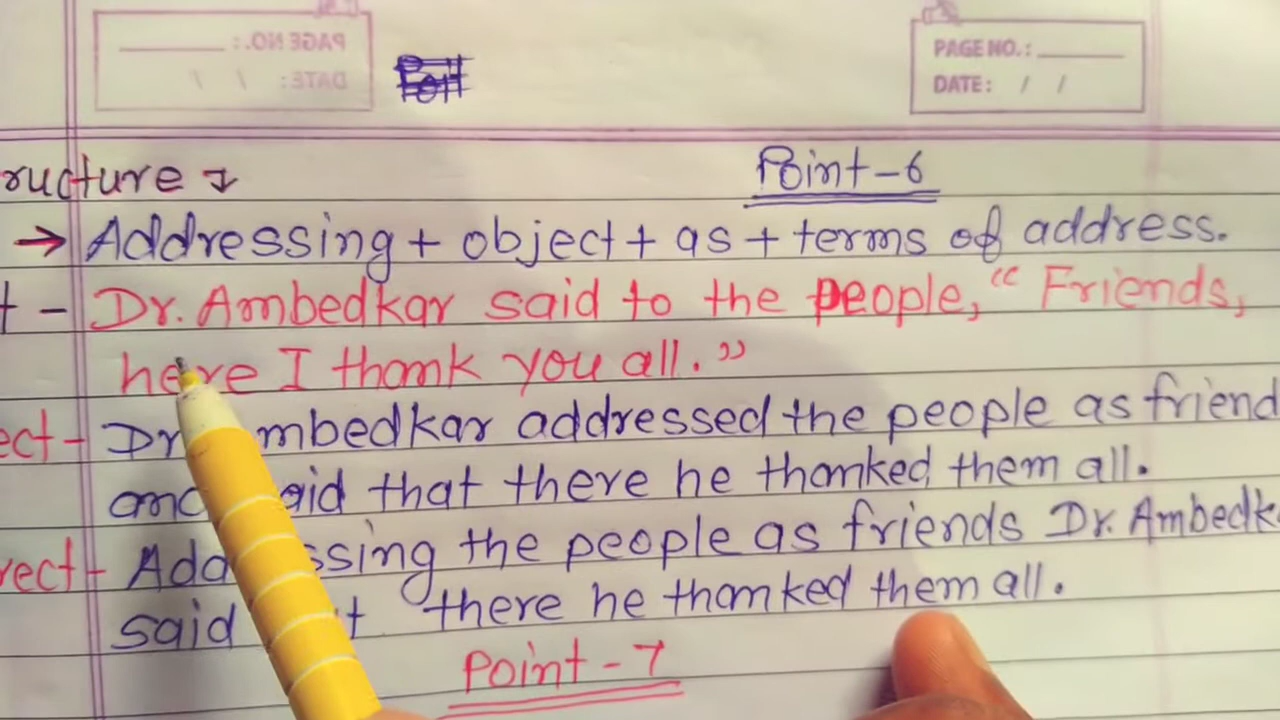 PAGE NO.:
DATE: / /
PAGE NO.:
DATE: / /
ructure
Point-6
→ Addressing + object + as + terms of address.
t - Dr. Ambedkar said to the people, "Friends,
here I thank you all."
ect - Dr mbedkar addressed the people as friend
and aid that there he thanked them all.
rect - Add ssing the people as friends Dr. Ambedk
said t there he thanked them all.
Point - 7